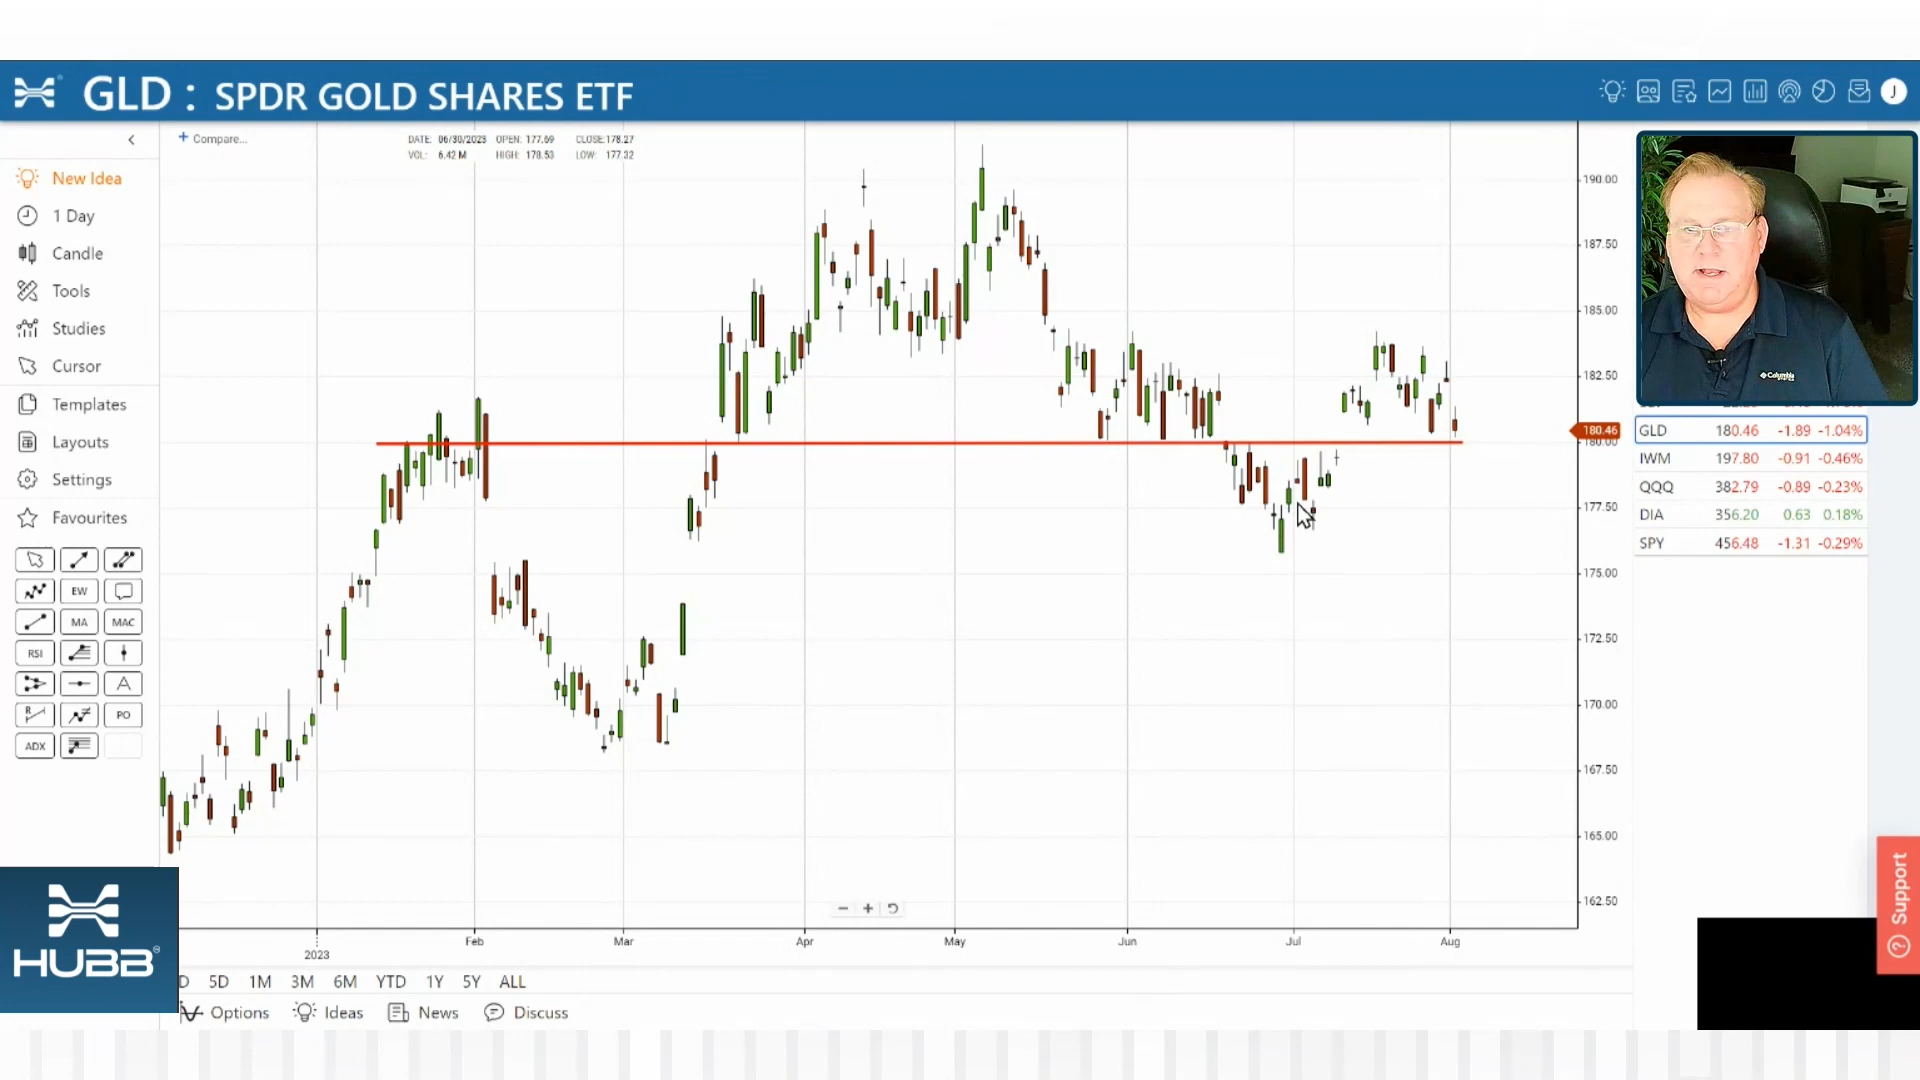 GLD : SPDR GOLD SHARES ETF
J
+ Compare...
DATE: 06/30/2023 OPEN: 177.69 CLOSE:178.27
VOL: 6.42 M HIGH: 178.53 LOW: 177.32
New Idea
1 Day
Candle
Tools
Studies
Cursor
Templates
Layouts
Settings
Favourites
EW
MA MAC
RSI
A
R
PO
ADX
190.00
187.50
185.00
182.50
180.46
180.00
177.50
175.00
172.50
170.00
167.50
165.00
162.50
Columbia
GLD 180.46 -1.89 -1.04%
IWM 197.80 -0.91 -0.46%
QQQ 382.79 -0.89 -0.23%
DIA 356.20 0.63 0.18%
SPY 456.48 -1.31 -0.29%
Support
2023 Feb Mar Apr May Jun Jul Aug
HUBB
D 5D 1M 3M 6M YTD 1Y 5Y ALL
Options Ideas News Discuss